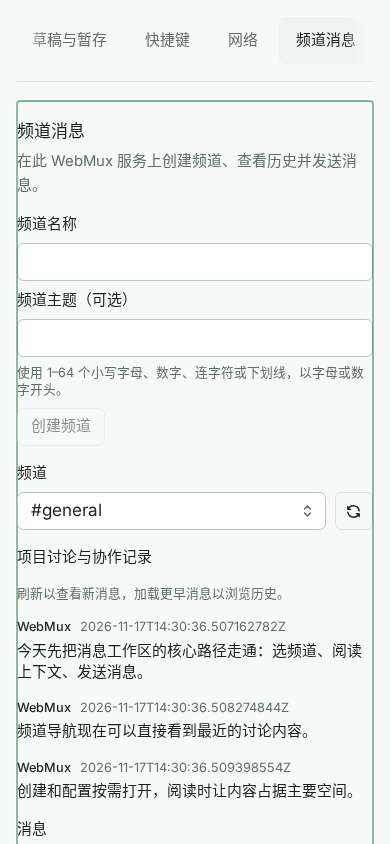 草稿与暂存 快捷键 网络 频道消息
频道消息
在此 WebMux 服务上创建频道、查看历史并发送消
息。
频道名称
频道主题（可选）
使用 1–64 个小写字母、数字、连字符或下划线，以字母或数
字开头。
创建频道
频道
#general
项目讨论与协作记录
刷新以查看新消息，加载更早消息以浏览历史。
WebMux 2026-11-17T14:30:36.507162782Z
今天先把消息工作区的核心路径走通：选频道、阅读
上下文、发送消息。
WebMux 2026-11-17T14:30:36.508274844Z
频道导航现在可以直接看到最近的讨论内容。
WebMux 2026-11-17T14:30:36.509398554Z
创建和配置按需打开，阅读时让内容占据主要空间。
消息